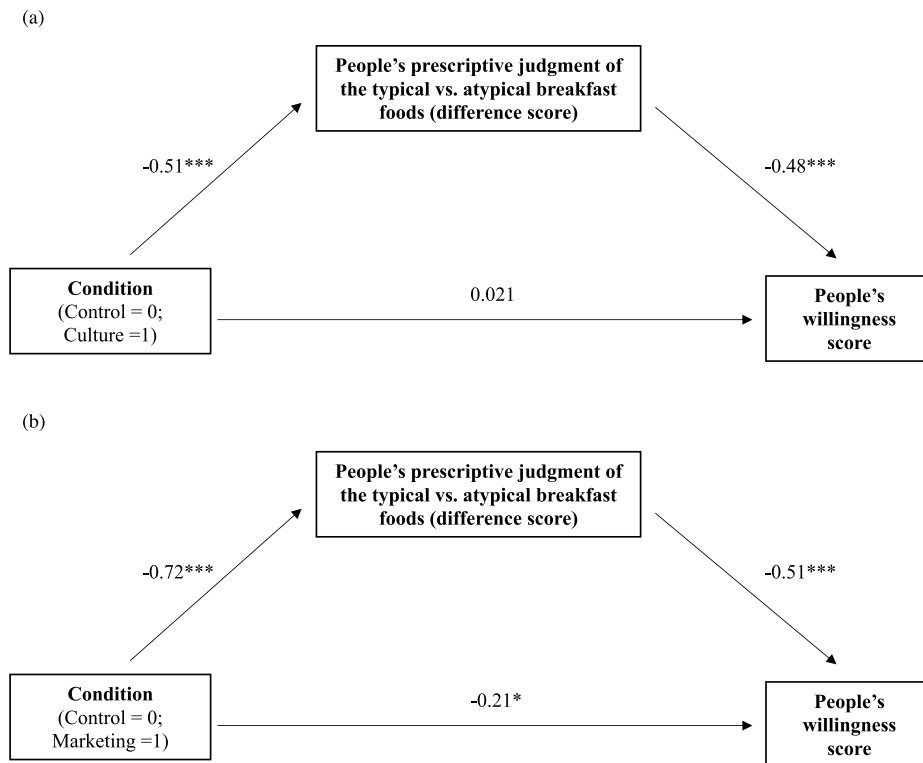 (a)
People's prescriptive judgment of
the typical vs. atypical breakfast
foods (difference score)
-0.51***
-0.48***
Condition
(Control = 0;
Culture =1)
0.021
People's
willingness
score
(b)
People's prescriptive judgment of
the typical vs. atypical breakfast
foods (difference score)
-0.72***
-0.51***
Condition
(Control = 0;
Marketing =1)
-0.21*
People's
willingness
score